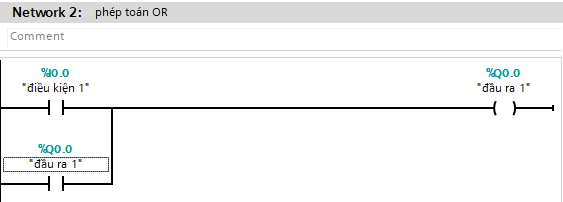 Network 2: phép toán OR
Comment
%I0.0
"điều kiện 1"
%Q0.0
"đầu ra 1"
%Q0.0
"đầu ra 1"